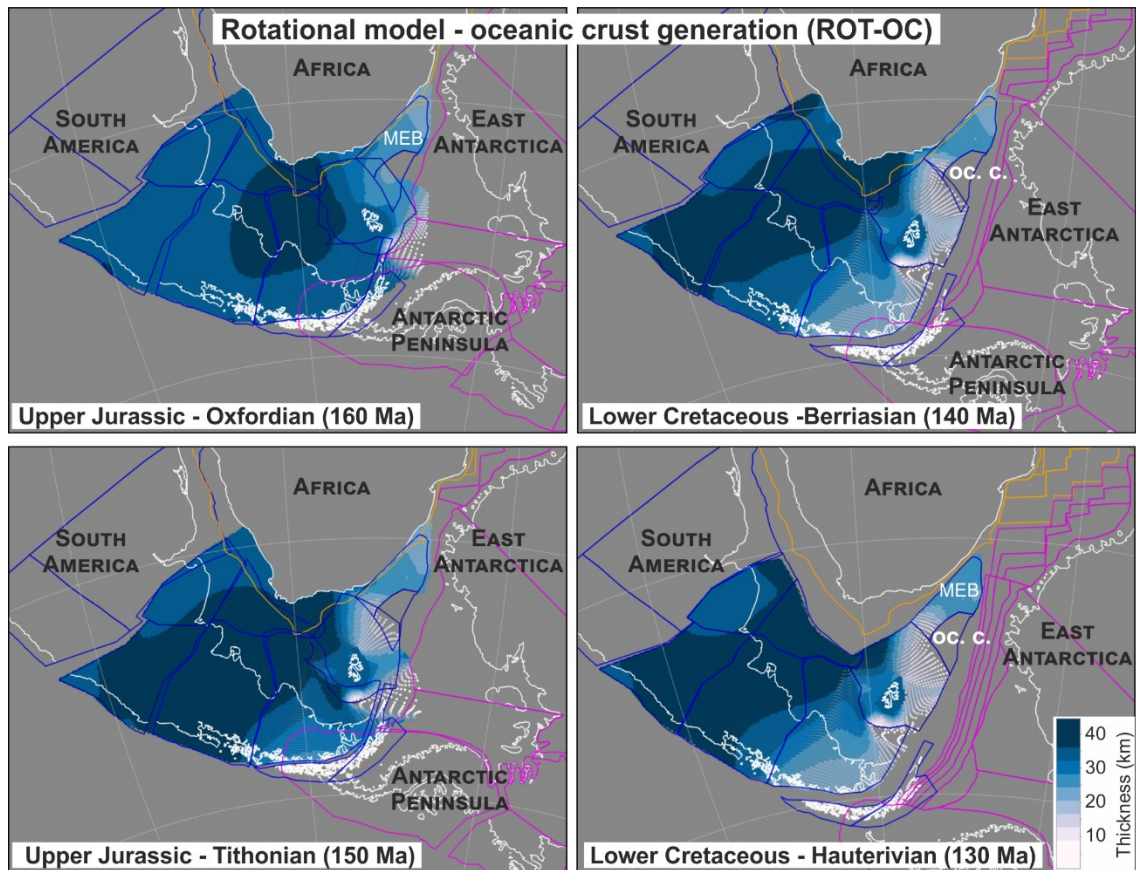 Rotational model - oceanic crust generation (ROT-OC)
AFRICA
SOUTH
AMERICA
EAST
ANTARCTICA
MEB
ANTARCTIC
PENINSULA
Upper Jurassic - Oxfordian (160 Ma)
AFRICA
SOUTH
AMERICA
OC. C.
EAST
ANTARCTICA
ANTARCTIC
PENINSULA
Lower Cretaceous -Berriasian (140 Ma)
AFRICA
SOUTH
AMERICA
EAST
ANTARCTICA
ANTARCTIC
PENINSULA
Upper Jurassic - Tithonian (150 Ma)
AFRICA
SOUTH
AMERICA
MEB
OC. C.
EAST
ANTARCTICA
40
30
20
10
Thickness (km)
Lower Cretaceous - Hauterivian (130 Ma)